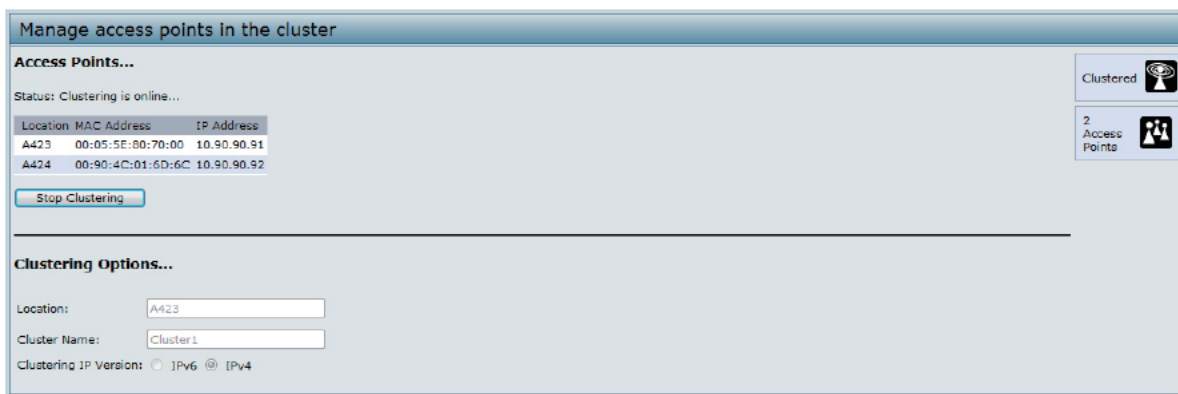 Manage access points in the cluster
Access Points...
Status: Clustering is online...
Location MAC Address IP Address
A423 00:05:5E:80:70:00 10.90.90.91
A424 00:90:4C:01:6D:6C 10.90.90.92
Stop Clustering
Clustered
2
Access
Points
Clustering Options...
Location: A423
Cluster Name: Cluster1
Clustering IP Version: IPv6 IPv4